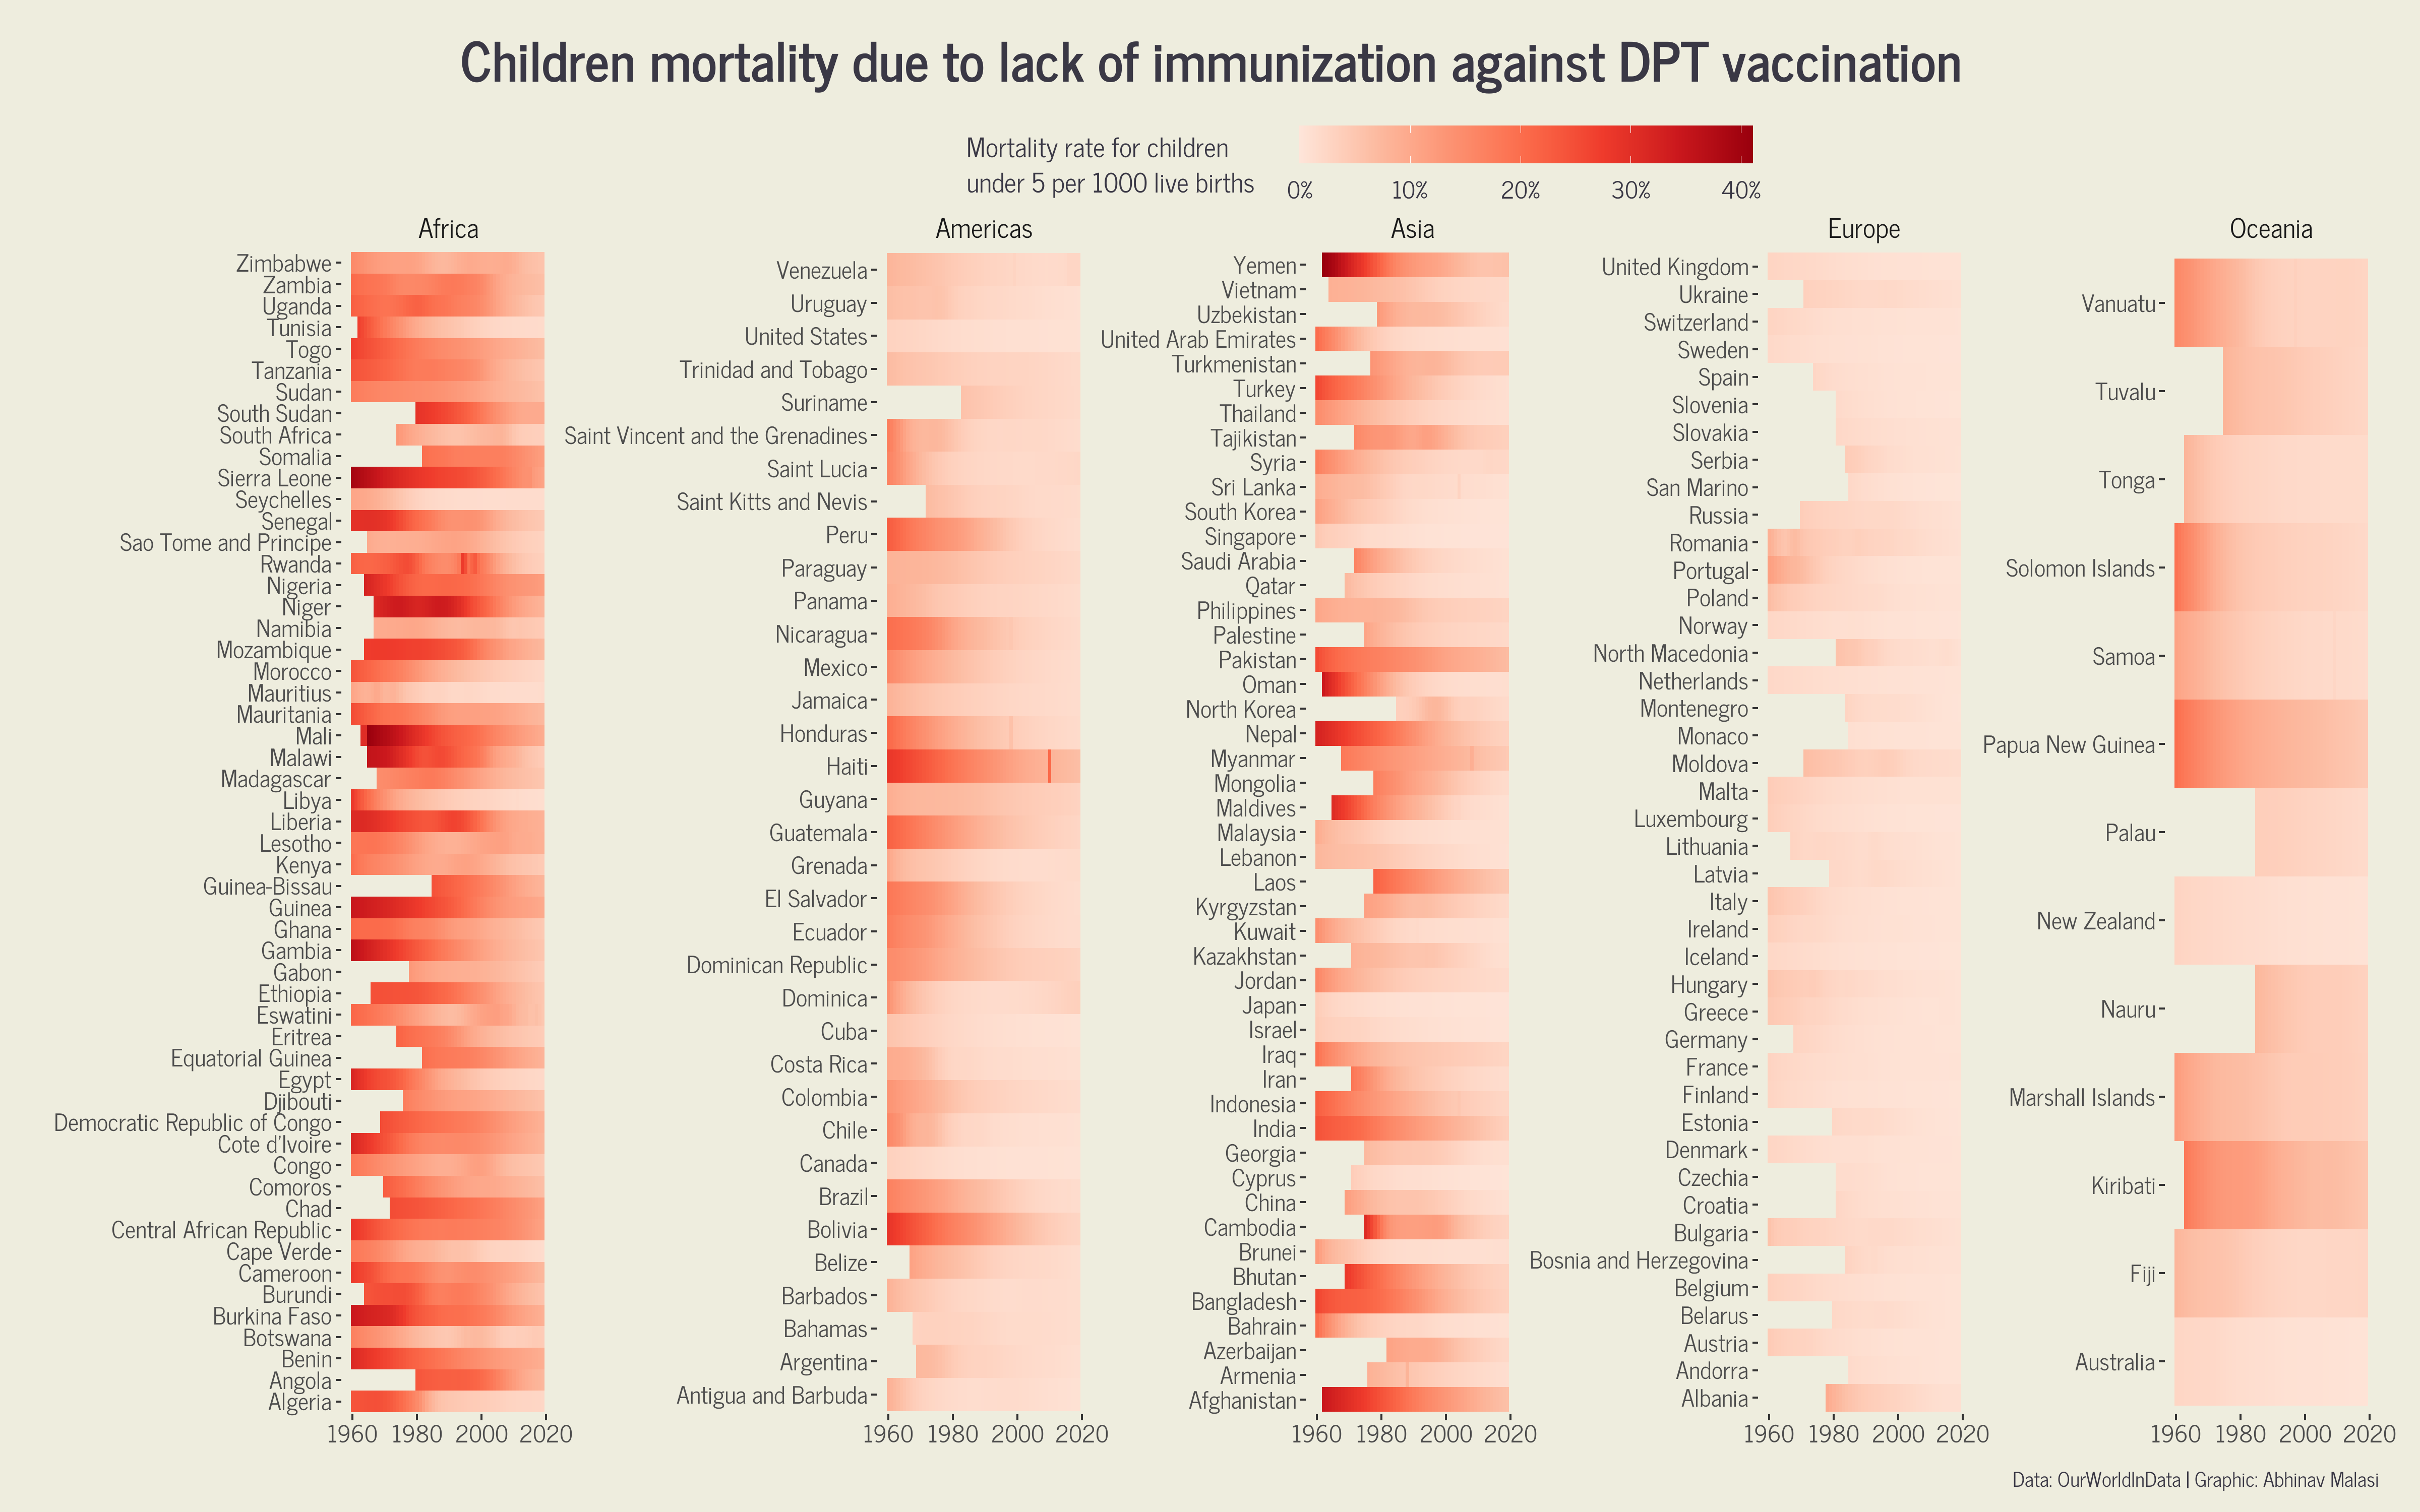 Children mortality due to lack of immunization against DPT vaccination
Mortality rate for children
under 5 per 1000 live births
0% 10% 20% 30% 40%
Africa
Zimbabwe
Zambia
Uganda
Tunisia
Togo
Tanzania
Sudan
South Sudan
South Africa
Somalia
Sierra Leone
Seychelles
Senegal
Sao Tome and Principe
Rwanda
Nigeria
Niger
Namibia
Mozambique
Morocco
Mauritius
Mauritania
Mali
Malawi
Madagascar
Libya
Liberia
Lesotho
Kenya
Guinea-Bissau
Guinea
Ghana
Gambia
Gabon
Ethiopia
Eswatini
Eritrea
Equatorial Guinea
Egypt
Djibouti
Democratic Republic of Congo
Cote d'Ivoire
Congo
Comoros
Chad
Central African Republic
Cape Verde
Cameroon
Burundi
Burkina Faso
Botswana
Benin
Angola
Algeria
1960 1980 2000 2020
Americas
Venezuela
Uruguay
United States
Trinidad and Tobago
Suriname
Saint Vincent and the Grenadines
Saint Lucia
Saint Kitts and Nevis
Peru
Paraguay
Panama
Nicaragua
Mexico
Jamaica
Honduras
Haiti
Guyana
Guatemala
Grenada
El Salvador
Ecuador
Dominican Republic
Dominica
Cuba
Costa Rica
Colombia
Chile
Canada
Brazil
Bolivia
Belize
Barbados
Bahamas
Argentina
Antigua and Barbuda
1960 1980 2000 2020
Asia
Yemen
Vietnam
Uzbekistan
United Arab Emirates
Turkmenistan
Turkey
Thailand
Tajikistan
Syria
Sri Lanka
South Korea
Singapore
Saudi Arabia
Qatar
Philippines
Palestine
Pakistan
Oman
North Korea
Nepal
Myanmar
Mongolia
Maldives
Malaysia
Lebanon
Laos
Kyrgyzstan
Kuwait
Kazakhstan
Jordan
Japan
Israel
Iraq
Iran
Indonesia
India
Georgia
Cyprus
China
Cambodia
Brunei
Bhutan
Bangladesh
Bahrain
Azerbaijan
Armenia
Afghanistan
1960 1980 2000 2020
Europe
United Kingdom
Ukraine
Switzerland
Sweden
Spain
Slovenia
Slovakia
Serbia
San Marino
Russia
Romania
Portugal
Poland
Norway
North Macedonia
Netherlands
Montenegro
Monaco
Moldova
Malta
Luxembourg
Lithuania
Latvia
Italy
Ireland
Iceland
Hungary
Greece
Germany
France
Finland
Estonia
Denmark
Czechia
Croatia
Bulgaria
Bosnia and Herzegovina
Belgium
Belarus
Austria
Andorra
Albania
1960 1980 2000 2020
Oceania
Vanuatu
Tuvalu
Tonga
Solomon Islands
Samoa
Papua New Guinea
Palau
New Zealand
Nauru
Marshall Islands
Kiribati
Fiji
Australia
1960 1980 2000 2020
Data: OurWorldInData | Graphic: Abhinav Malasi